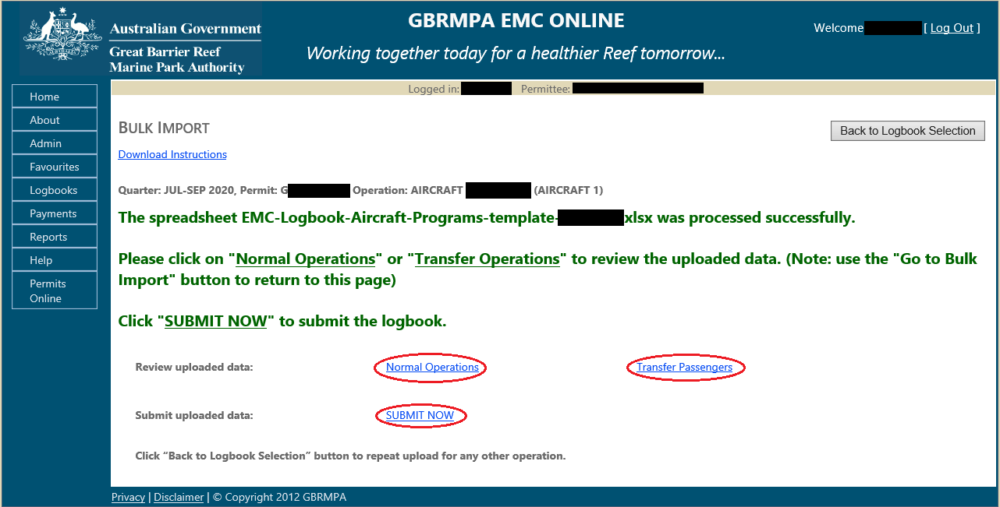 Australian Government
Great Barrier Reef
Marine Park Authority
GBRMPA EMC ONLINE
Working together today for a healthier Reef tomorrow...
Welcome [ Log Out ]
Home
About
Admin
Favourites
Logbooks
Payments
Reports
Help
Permits
Online
Logged in: Permittee:
BULK IMPORT
Back to Logbook Selection
Download Instructions
Quarter: JUL-SEP 2020, Permit: G Operation: AIRCRAFT (AIRCRAFT 1)
The spreadsheet EMC-Logbook-Aircraft-Programs-template- xlsx was processed successfully.
Please click on "Normal Operations" or "Transfer Operations" to review the uploaded data. (Note: use the "Go to Bulk
Import" button to return to this page)
Click "SUBMIT NOW" to submit the logbook.
Review uploaded data: Normal Operations Transfer Passengers
Submit uploaded data: SUBMIT NOW
Click “Back to Logbook Selection” button to repeat upload for any other operation.
Privacy | Disclaimer | © Copyright 2012 GBRMPA